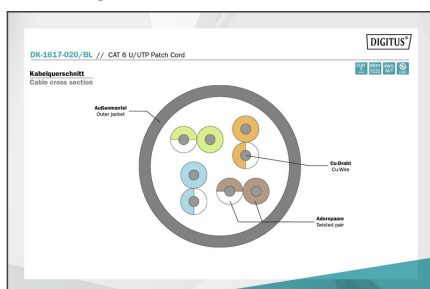 DIGITUS®
DK-1617-020/BL // CAT 6 U/UTP Patch Cord
Kabelquerschnitt
Cable cross section
Außenmantel
Outer jacket
Cu-Draht
Cu-Wire
Adernpaare
Twisted pair